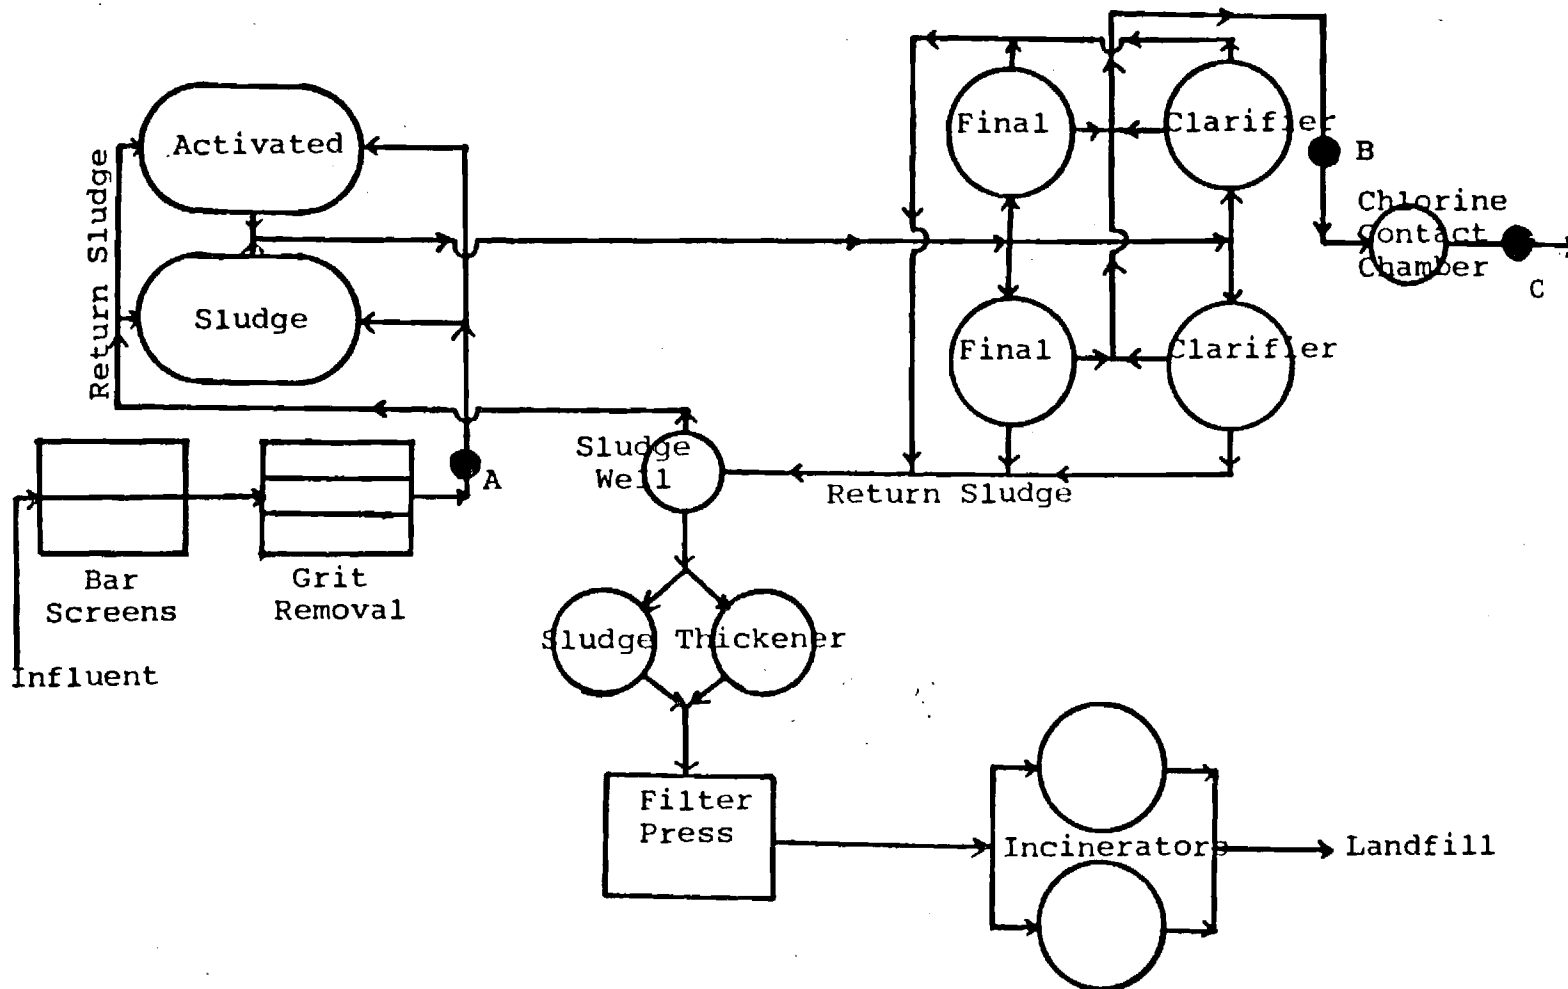 Final
Clarifier
Activated
B
Chlorine
Contact
Chamber
C
Return Sludge
Sludge
Final
Clarifier
Sludge
Well
A
Return Sludge
Bar
Screens
Grit
Removal
Influent
Sludge Thickener
Filter
Press
Incinerators
Landfill